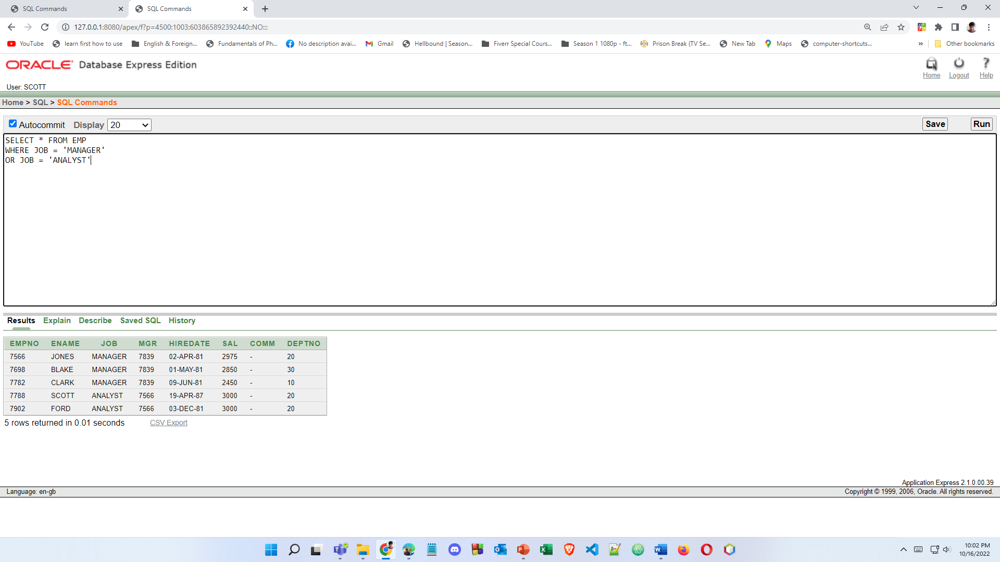 SQL Commands
SQL Commands
127.0.0.1:8080/apex/f?p=4500:1003:603865892392440::NO:::
YouTube learn first how to use English & Foreign... Fundamentals of Ph... No description avai... Gmail Hellbound | Season... Fiverr Special Cours... Season 1 1080p - ft... Prison Break (TV Se... New Tab Maps computer-shortcuts... » Other bookmarks
ORACLE Database Express Edition
Home Logout Help
User: SCOTT
Home > SQL > SQL Commands
Autocommit Display 20 Save Run
SELECT * FROM EMP
WHERE JOB = 'MANAGER'
OR JOB = 'ANALYST'
Results Explain Describe Saved SQL History
EMPNO ENAME JOB MGR HIREDATE SAL COMM DEPTNO
7566 JONES MANAGER 7839 02-APR-81 2975 - 20
7698 BLAKE MANAGER 7839 01-MAY-81 2850 - 30
7782 CLARK MANAGER 7839 09-JUN-81 2450 - 10
7788 SCOTT ANALYST 7566 19-APR-87 3000 - 20
7902 FORD ANALYST 7566 03-DEC-81 3000 - 20
5 rows returned in 0.01 seconds CSV Export
Application Express 2.1.0.00.39
Language: en-gb Copyright © 1999, 2006, Oracle. All rights reserved.
10:02 PM
10/16/2022